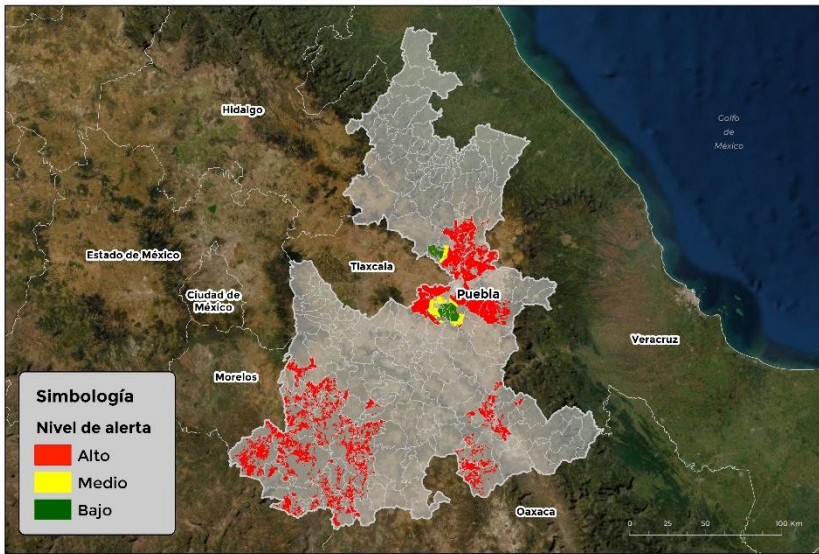 Hidalgo
Golfo
de
México
Estado de México
Tlaxcala
Ciudad de
México
Puebla
Veracruz
Morelos
Simbología
Nivel de alerta
Alto
Medio
Bajo
Oaxaca
0 25 50 100 Km